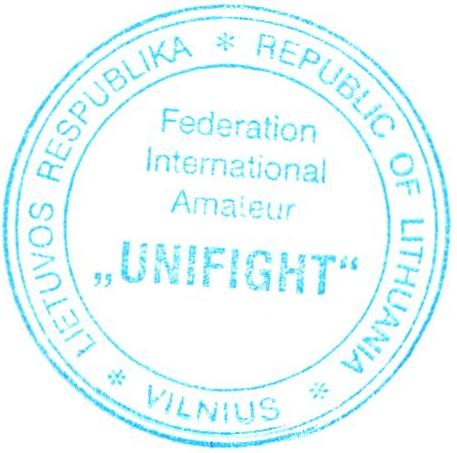 LIETUVOS RESPUBLIKA * REPUBLIC OF LITHUANIA * VILNIUS *
Federation
International
Amateur
„UNIFIGHT“